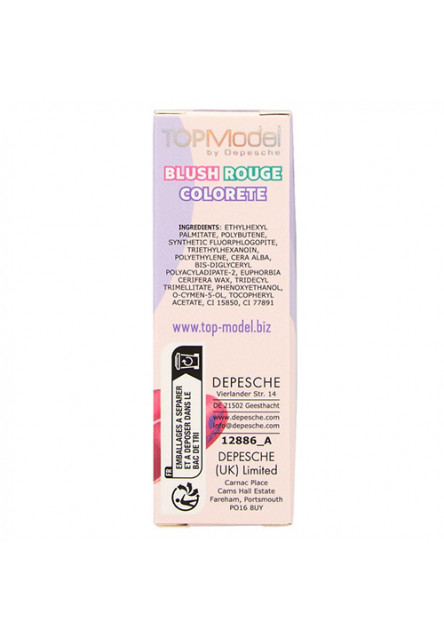 TOPModel
by Depesche
BLUSH ROUGE
COLORETE
INGREDIENTS: ETHYLHEXYL
PALMITATE, POLYBUTENE,
SYNTHETIC FLUORPHLOGOPITE,
TRIETHYLHEXANOIN,
POLYETHYLENE, CERA ALBA,
BIS-DIGLYCERYL
POLYACYLADIPATE-2, EUPHORBIA
CERIFERA WAX, TRIDECYL
TRIMELLITATE, PHENOXYETHANOL,
O-CYMEN-5-OL, TOCOPHERYL
ACETATE, CI 15850, CI 77891
www.top-model.biz
FR
EMBALLAGES À SÉPARER
ET À DÉPOSER DANS LE
BAC DE TRI
DEPESCHE
Vierlander Str. 14
DE 21502 Geesthacht
www.depesche.com
info@depesche.com
12886_A
DEPESCHE
(UK) Limited
Carnac Place
Cams Hall Estate
Fareham, Portsmouth
PO16 8UY